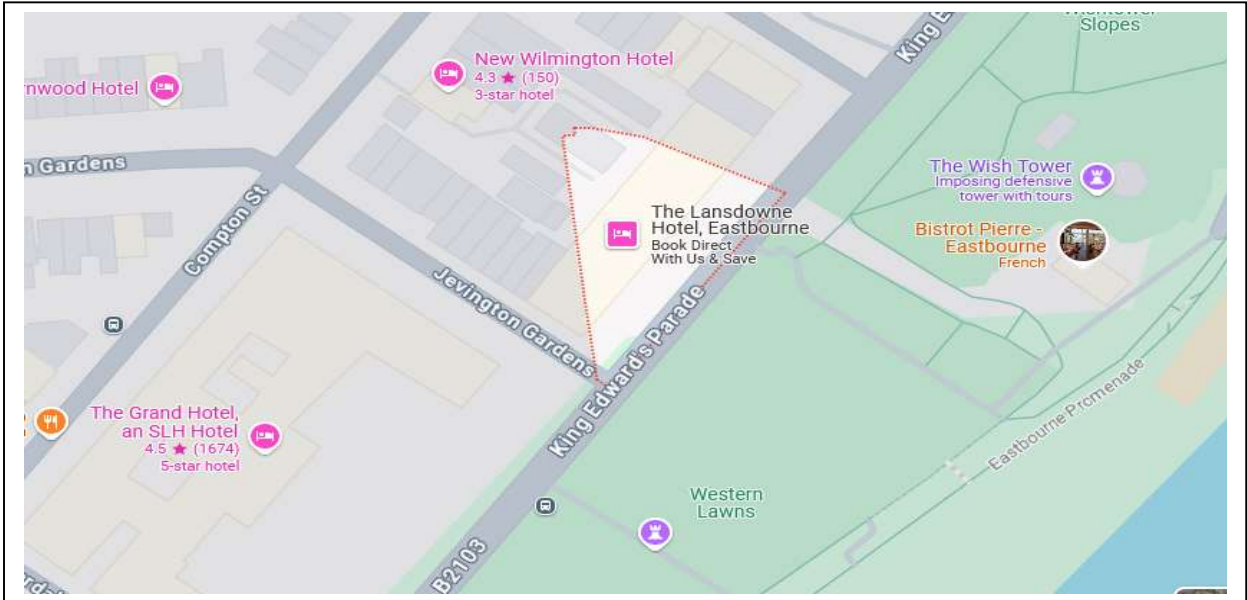 Wishtower
Slopes
King E
New Wilmington Hotel
4.3 ★ (150)
3-star hotel
rnwood Hotel
n Gardens
Compton St
The Wish Tower
Imposing defensive
tower with tours
The Lansdowne
Hotel, Eastbourne
Book Direct
With Us & Save
Bistrot Pierre -
Eastbourne
French
Jevington Gardens
King Edward's Parade
Eastbourne Promenade
The Grand Hotel,
an SLH Hotel
4.5 ★ (1674)
5-star hotel
Western
Lawns
B2103